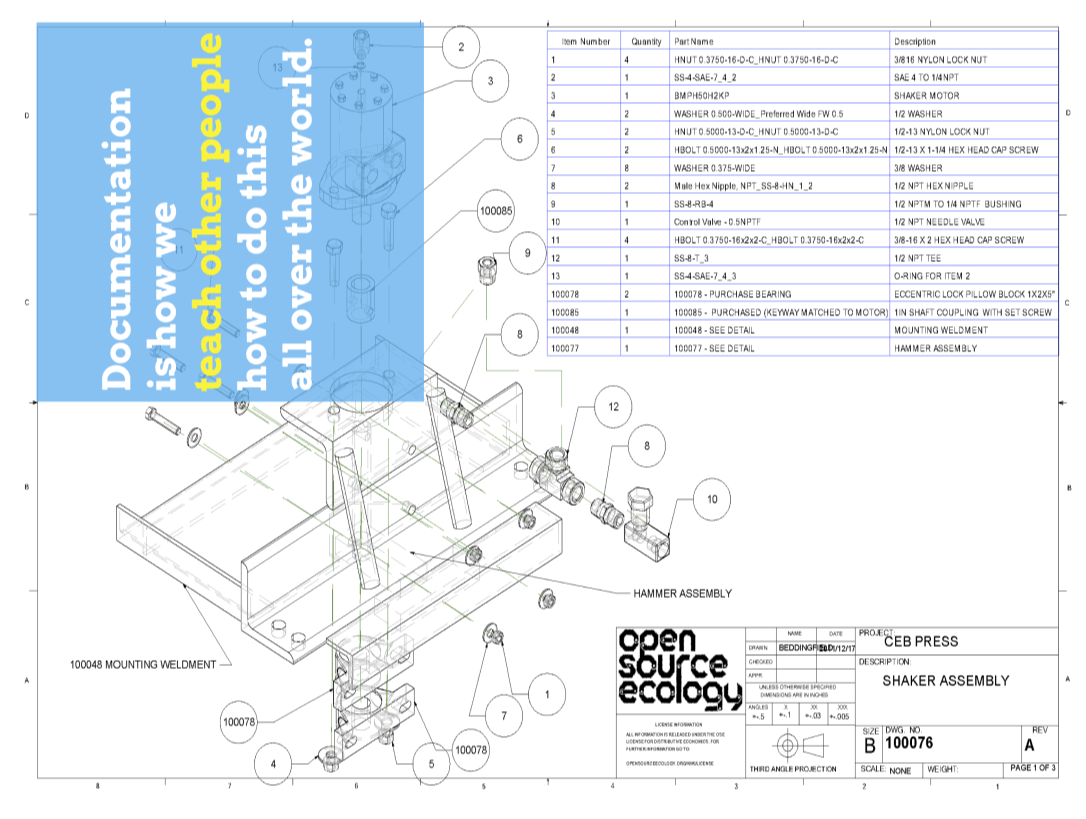 Documentation
is how we
teach other people
how to do this
all over the world.
Item Number Quantity Part Name Description
1 4 HNUT 0.3750-16-D-C_HNUT 0.3750-16-D-C 3/816 NYLON LOCK NUT
2 1 SS-4-SAE-7_4_2 SAE 4 TO 1/4NPT
3 1 BMPH50H2KP SHAKER MOTOR
4 2 WASHER 0.500-WIDE_Preferred Wide FW 0.5 1/2 WASHER
5 2 HNUT 0.5000-13-D-C_HNUT 0.5000-13-D-C 1/2-13 NYLON LOCK NUT
6 2 HBOLT 0.5000-13x2x1.25-N_HBOLT 0.5000-13x2x1.25-N 1/2-13 X 1-1/4 HEX HEAD CAP SCREW
7 8 WASHER 0.375-WIDE 3/8 WASHER
8 2 Male Hex Nipple, NPT_SS-8-HN_1_2 1/2 NPT HEX NIPPLE
9 1 SS-8-RB-4 1/2 NPTM TO 1/4 NPTF BUSHING
10 1 Control Valve - 0.5NPTF 1/2 NPT NEEDLE VALVE
11 4 HBOLT 0.3750-16x2x2-C_HBOLT 0.3750-16x2x2-C 3/8-16 X 2 HEX HEAD CAP SCREW
12 1 SS-8-T_3 1/2 NPT TEE
13 1 SS-4-SAE-7_4_3 O-RING FOR ITEM 2
100078 2 100078 - PURCHASE BEARING ECCENTRIC LOCK PILLOW BLOCK 1X2X5"
100085 1 100085 - PURCHASED (KEYWAY MATCHED TO MOTOR) 1IN SHAFT COUPLING WITH SET SCREW
100048 1 100048 - SEE DETAIL MOUNTING WELDMENT
100077 1 100077 - SEE DETAIL HAMMER ASSEMBLY
2
13
3
6
100085
11
9
8
12
8
10
HAMMER ASSEMBLY
100048 MOUNTING WELDMENT
1
7
100078
100078
4
5
D
C
B
A
D
C
B
A
8 7 6 5 4 3 2 1
open
source
ecology
LICENSE INFORMATION
ALL INFORMATION IS RELEASED UNDER THE OSE
LICENSE FOR DISTRIBUTIVE ECONOMICS. FOR
FURTHER INFORMATION GO TO:
OPENSOURCEECOLOGY.ORG/WIKI/LICENSE
NAME DATE
DRAWN BEDDINGFIELD /12/17
CHECKED
APPR.
UNLESS OTHERWISE SPECIFIED
DIMENSIONS ARE IN INCHES
ANGLES X. XX XXX
+-.5 +-.1 +-.03 +-.005
THIRD ANGLE PROJECTION
PROJECT:
CEB PRESS
DESCRIPTION:
SHAKER ASSEMBLY
SIZE DWG. NO. REV
B 100076 A
SCALE: NONE WEIGHT: PAGE 1 OF 3